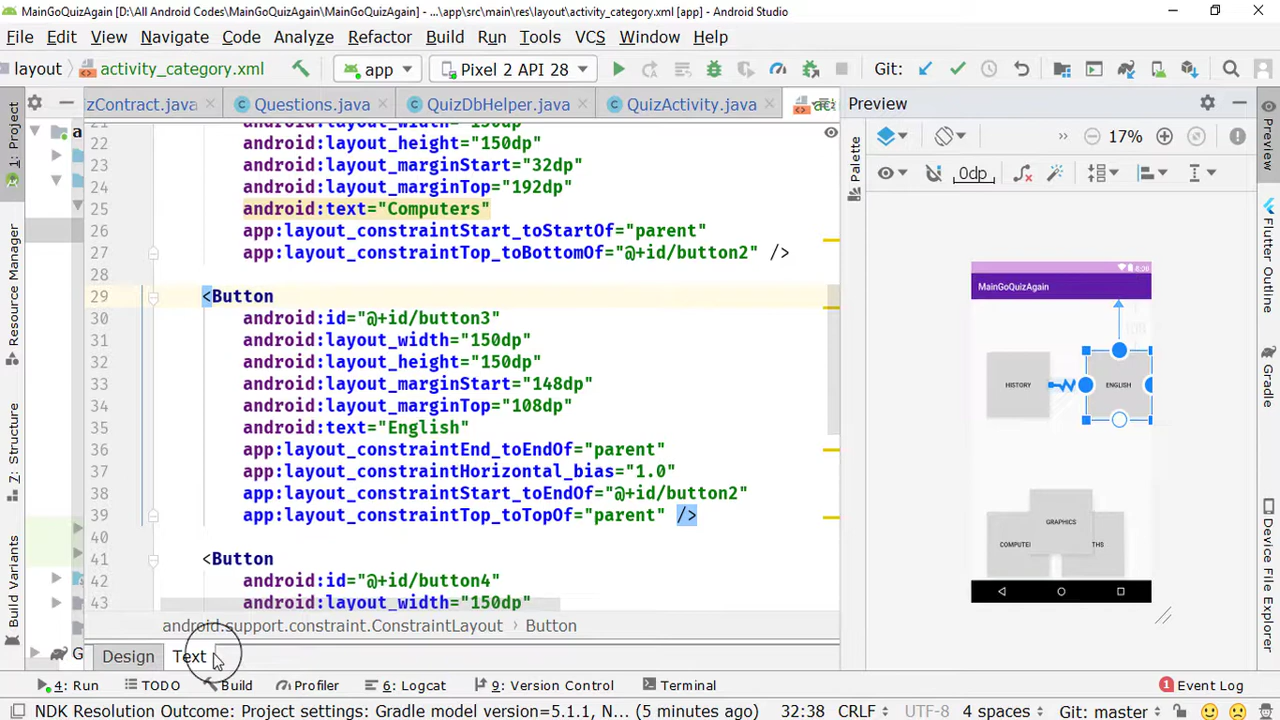 MainGoQuizAgain [D:\All Android Codes\MainGoQuizAgain\MainGoQuizAgain] - ...\app\src\main\res\layout\activity_category.xml [app] - Android Studio
File Edit View Navigate Code Analyze Refactor Build Run Tools VCS Window Help
layout activity_category.xml app Pixel 2 API 28 Git:
zContract.java Questions.java QuizDbHelper.java QuizActivity.java
Preview
17%
0dp
1: Project
Resource Manager
Z: Structure
Build Variants
21 android:layout_width="150dp"
22 android:layout_height="150dp"
23 android:layout_marginStart="32dp"
24 android:layout_marginTop="192dp"
25 android:text="Computers"
26 app:layout_constraintStart_toStartOf="parent"
27 app:layout_constraintTop_toBottomOf="@+id/button2" />
28
29 <Button
30 android:id="@+id/button3"
31 android:layout_width="150dp"
32 android:layout_height="150dp"
33 android:layout_marginStart="148dp"
34 android:layout_marginTop="108dp"
35 android:text="English"
36 app:layout_constraintEnd_toEndOf="parent"
37 app:layout_constraintHorizontal_bias="1.0"
38 app:layout_constraintStart_toEndOf="@+id/button2"
39 app:layout_constraintTop_toTopOf="parent" />
40
41 <Button
42 android:id="@+id/button4"
43 android:layout_width="150dp"
android.support.constraint.ConstraintLayout › Button
Design Text
Palette
MainGoQuizAgain
HISTORY
ENGLISH
GRAPHICS
COMPUTE
THS
Preview
Flutter Outline
Gradle
Device File Explorer
4: Run TODO Build Profiler 6: Logcat 9: Version Control Terminal 1 Event Log
NDK Resolution Outcome: Project settings: Gradle model version=5.1.1, N... (5 minutes ago) 32:38 CRLF UTF-8 4 spaces Git: master